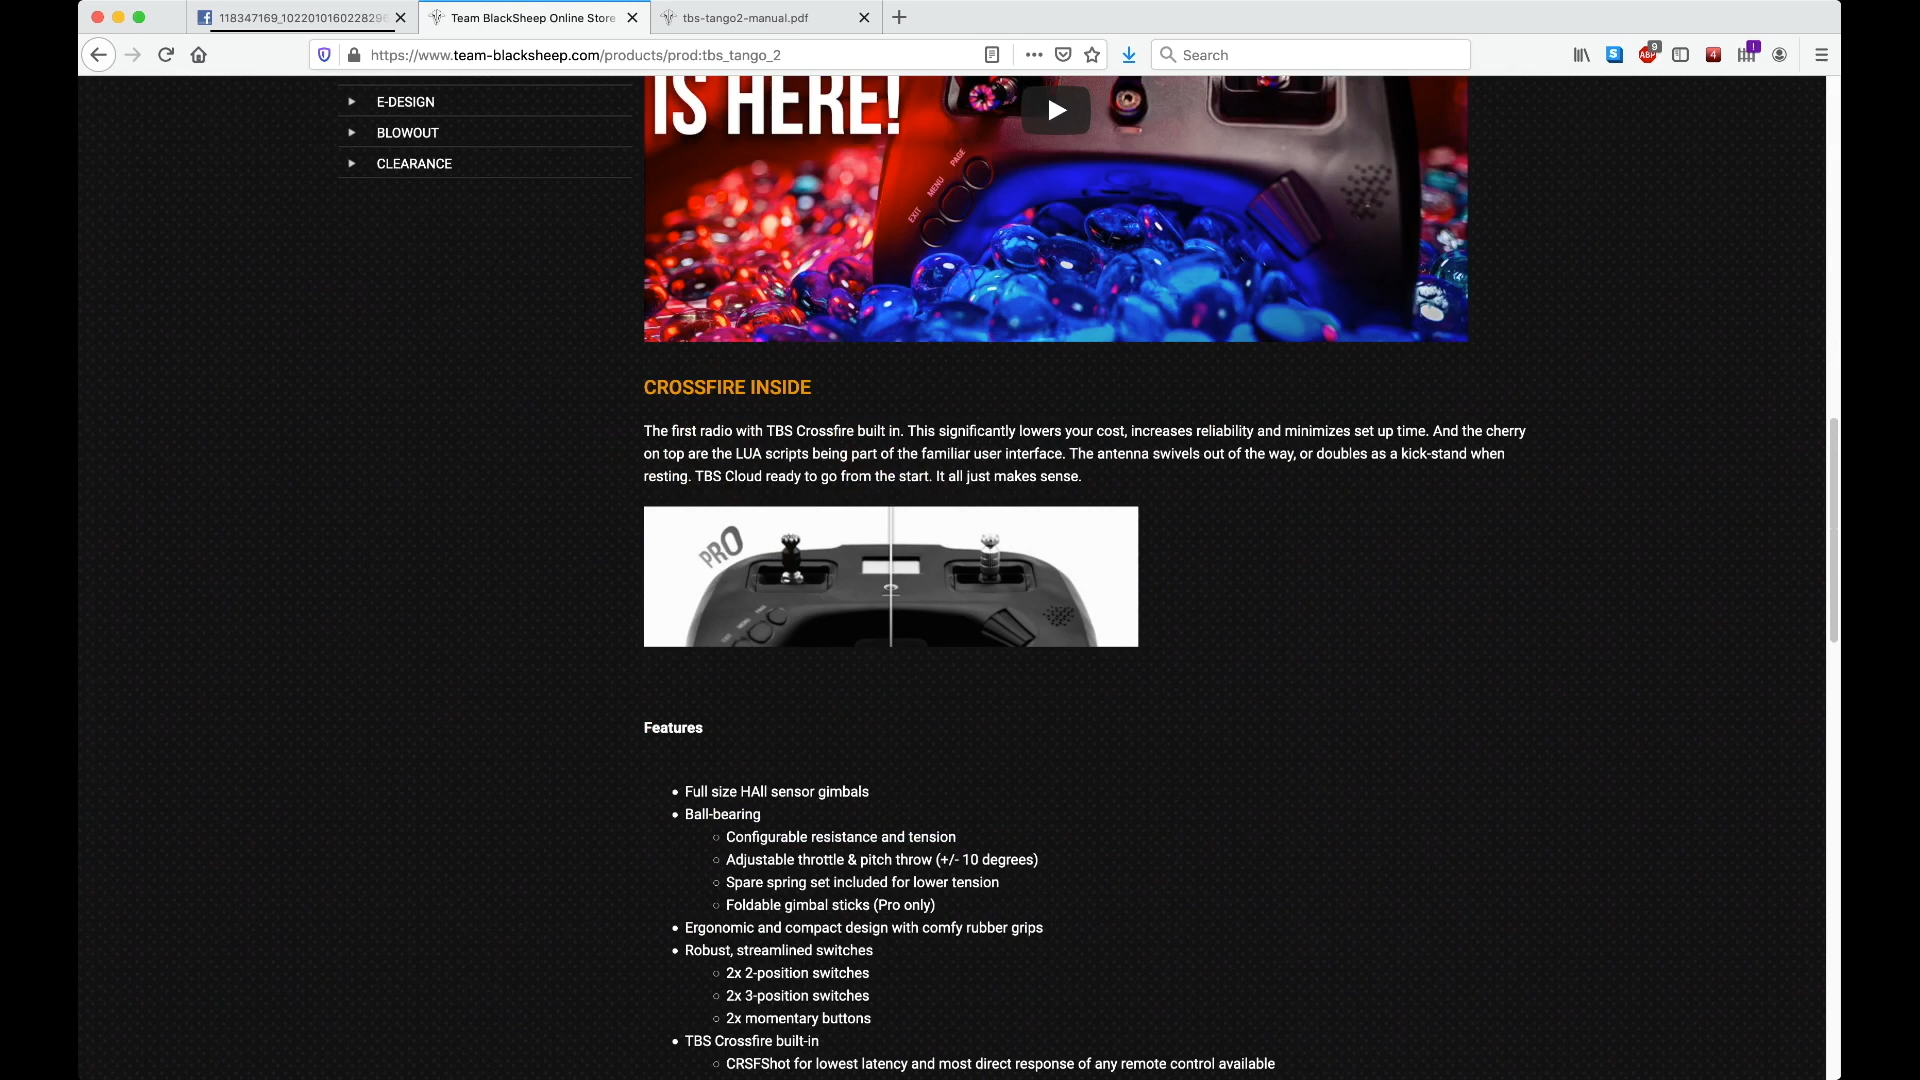 118347169_1022010160228296
Team BlackSheep Online Store
tbs-tango2-manual.pdf
https://www.team-blacksheep.com/products/prod:tbs_tango_2
Search
S
ABP
9
4
!
E-DESIGN
BLOWOUT
CLEARANCE
IS HERE!
PAGE
MENU
EXIT
CROSSFIRE INSIDE
The first radio with TBS Crossfire built in. This significantly lowers your cost, increases reliability and minimizes set up time. And the cherry
on top are the LUA scripts being part of the familiar user interface. The antenna swivels out of the way, or doubles as a kick-stand when
resting. TBS Cloud ready to go from the start. It all just makes sense.
PRO
Features
Full size HAll sensor gimbals
Ball-bearing
Configurable resistance and tension
Adjustable throttle & pitch throw (+/- 10 degrees)
Spare spring set included for lower tension
Foldable gimbal sticks (Pro only)
Ergonomic and compact design with comfy rubber grips
Robust, streamlined switches
2x 2-position switches
2x 3-position switches
2x momentary buttons
TBS Crossfire built-in
CRSFShot for lowest latency and most direct response of any remote control available